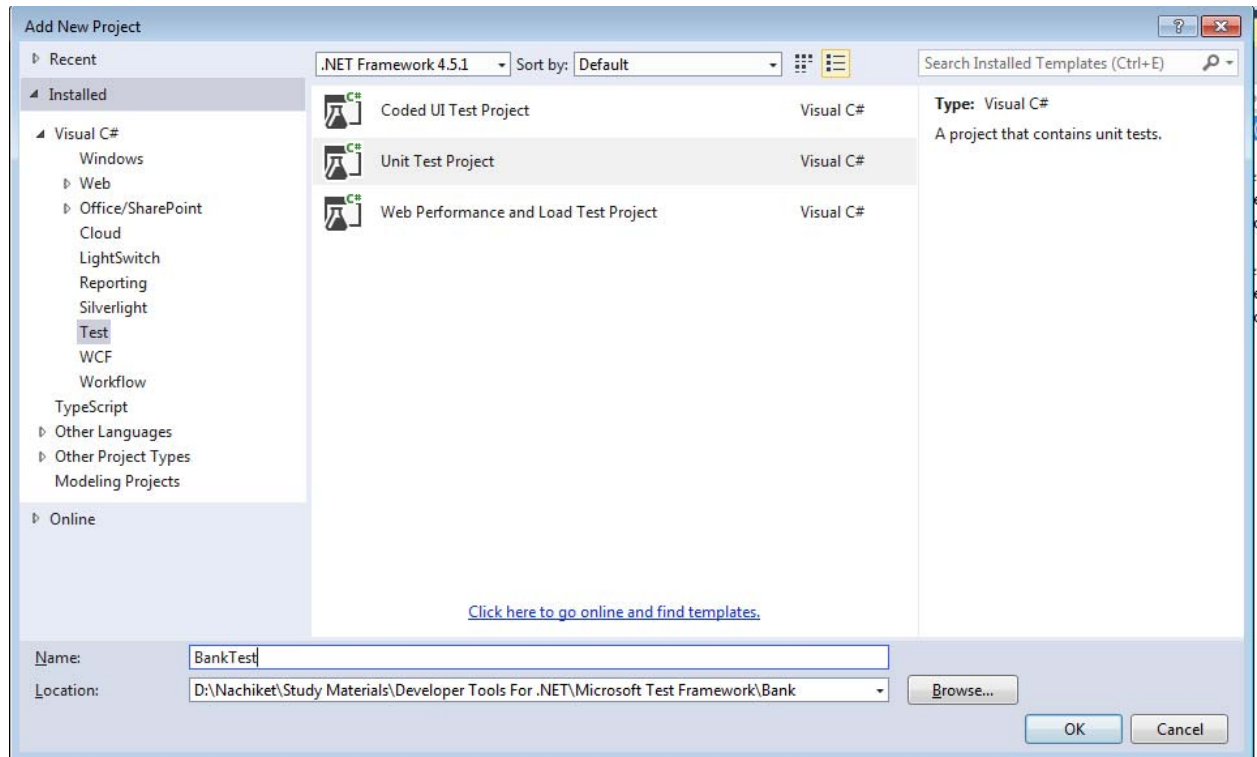 Add New Project
Recent
Installed
Visual C#
Windows
Web
Office/SharePoint
Cloud
LightSwitch
Reporting
Silverlight
Test
WCF
Workflow
TypeScript
Other Languages
Other Project Types
Modeling Projects
Online
.NET Framework 4.5.1 Sort by: Default
C# Coded UI Test Project Visual C#
C# Unit Test Project Visual C#
C# Web Performance and Load Test Project Visual C#
Click here to go online and find templates.
Search Installed Templates (Ctrl+E)
Type: Visual C#
A project that contains unit tests.
Name: BankTest
Location: D:\Nachiket\Study Materials\Developer Tools For .NET\Microsoft Test Framework\Bank Browse...
OK Cancel